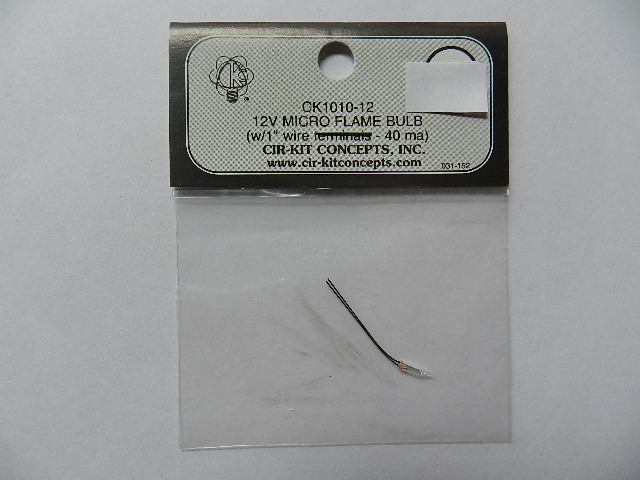 CK
®
CK1010-12
12V MICRO FLAME BULB
(w/1" wire terminals - 40 ma)
CIR-KIT CONCEPTS, INC.
www.cir-kitconcepts.com
031-152